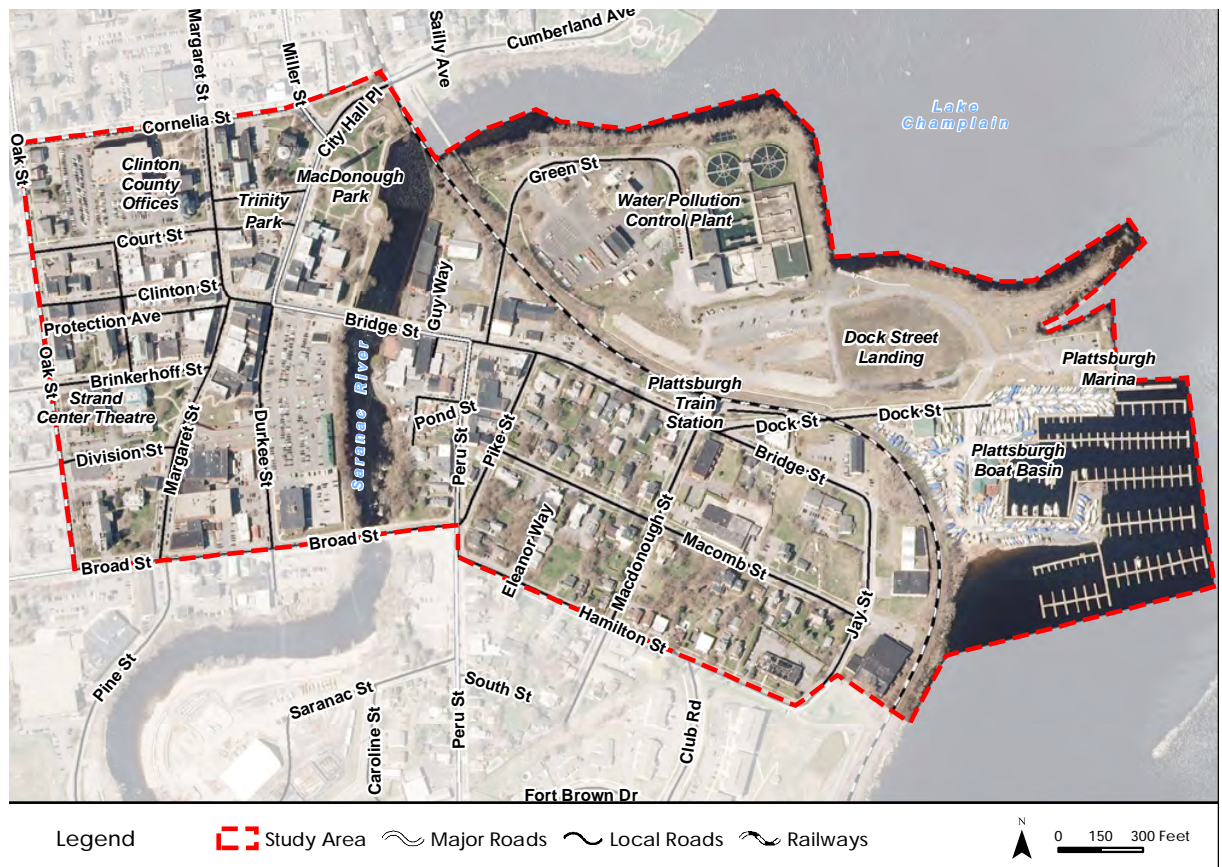 Margaret St
Miller St
Sailly Ave
Cumberland Ave
Cornelia St
City Hall Pl
Lake
Champlain
Oak St
Clinton
County
Offices
MacDonough
Park
Trinity
Park
Green St
Water Pollution
Control Plant
Court St
Guy Way
Clinton St
Protection Ave
Bridge St
Dock Street
Landing
Oak St
Brinkerhoff St
Strand
Center Theatre
Saranac River
Plattsburgh
Train
Station
Plattsburgh
Marina
Margaret St
Durkee St
Pond St
Peru St
Pike St
Dock St
Dock St
Division St
Bridge St
Plattsburgh
Boat Basin
Broad St
Broad St
Eleanor Way
Macdonough St
Macomb St
Hamilton St
Jay St
Pine St
Saranac St
Caroline St
Peru St
South St
Club Rd
Fort Brown Dr
Legend
Study Area
Major Roads
Local Roads
Railways
N
0 150 300 Feet